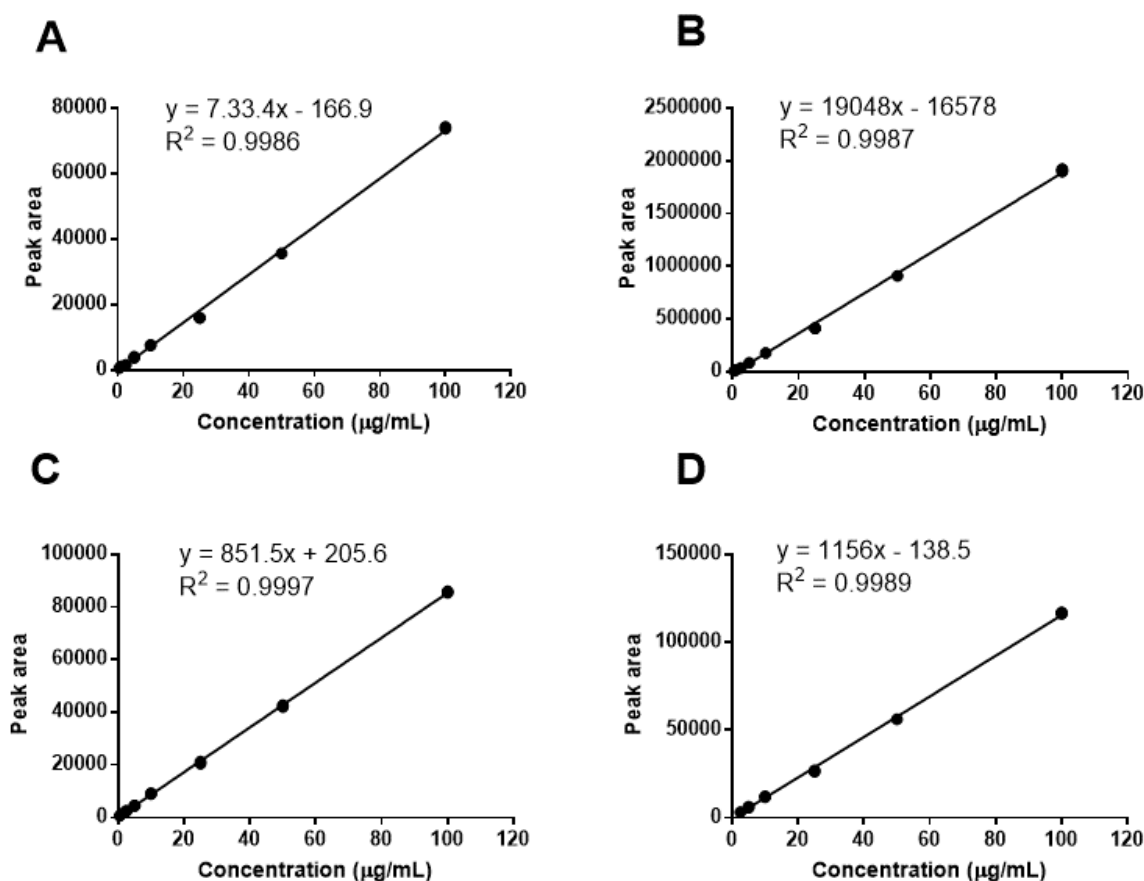 A
y = 7.33.4x - 166.9
R² = 0.9986
80000
60000
40000
20000
0
Peak area
0 20 40 60 80 100 120
Concentration (μg/mL)
B
y = 19048x - 16578
R² = 0.9987
2500000
2000000
1500000
1000000
500000
0
Peak area
0 20 40 60 80 100 120
Concentration (μg/mL)
C
y = 851.5x + 205.6
R² = 0.9997
100000
80000
60000
40000
20000
0
Peak area
0 20 40 60 80 100 120
Concentration (μg/mL)
D
y = 1156x - 138.5
R² = 0.9989
150000
100000
50000
0
Peak area
0 20 40 60 80 100 120
Concentration (μg/mL)